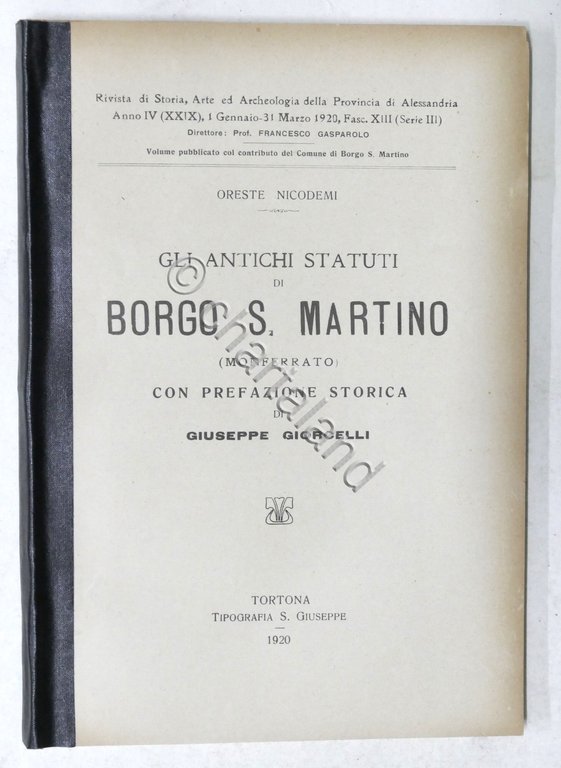 Rivista di Storia, Arte ed Archeologia della Provincia di Alessandria
Anno IV (XXIX), 1 Gennaio-31 Marzo 1920, Fasc. XIII (Serie III)
Direttore: Prof. FRANCESCO GASPAROLO
Volume pubblicato col contributo del Comune di Borgo S. Martino
ORESTE NICODEMI
GLI ANTICHI STATUTI
DI
BORGO S. MARTINO
(MONFERRATO)
CON PREFAZIONE STORICA
DI
GIUSEPPE GIORCELLI
TORTONA
TIPOGRAFIA S. GIUSEPPE
1920
© chartaland